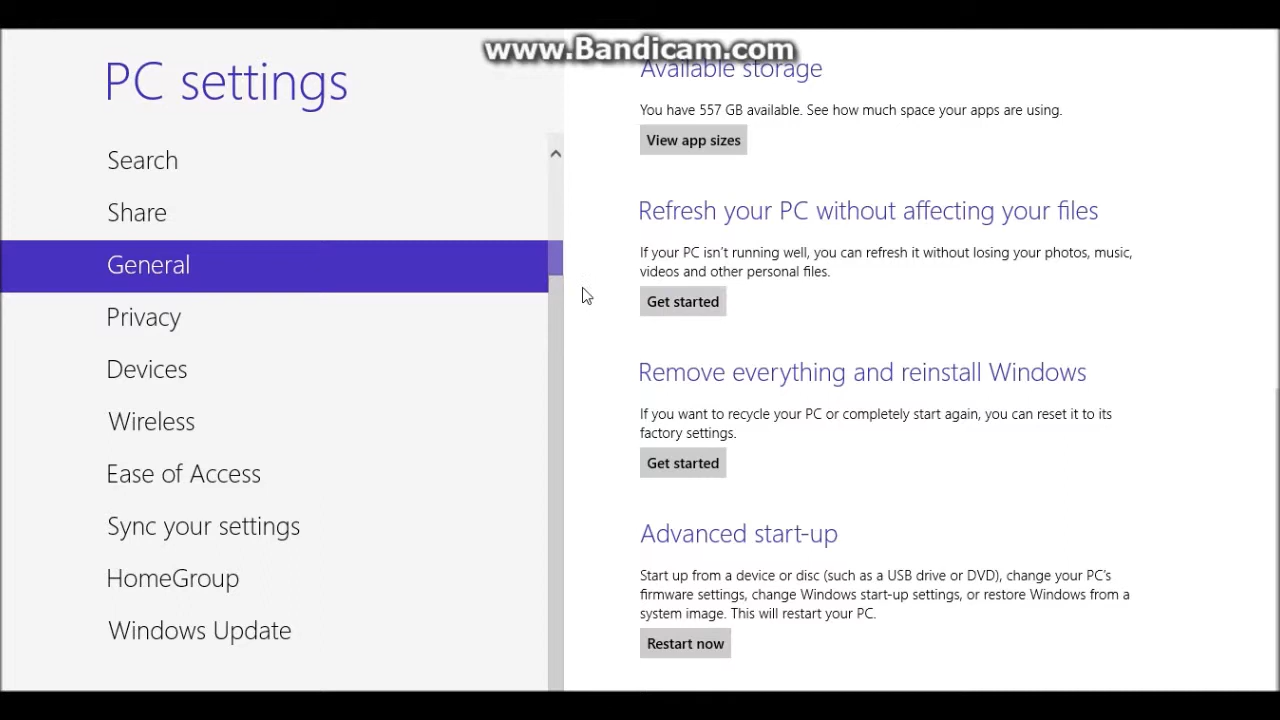 www.Bandicam.com
PC settings
Search
Share
General
Privacy
Devices
Wireless
Ease of Access
Sync your settings
HomeGroup
Windows Update
Available storage
You have 557 GB available. See how much space your apps are using.
View app sizes
Refresh your PC without affecting your files
If your PC isn't running well, you can refresh it without losing your photos, music,
videos and other personal files.
Get started
Remove everything and reinstall Windows
If you want to recycle your PC or completely start again, you can reset it to its
factory settings.
Get started
Advanced start-up
Start up from a device or disc (such as a USB drive or DVD), change your PC's
firmware settings, change Windows start-up settings, or restore Windows from a
system image. This will restart your PC.
Restart now